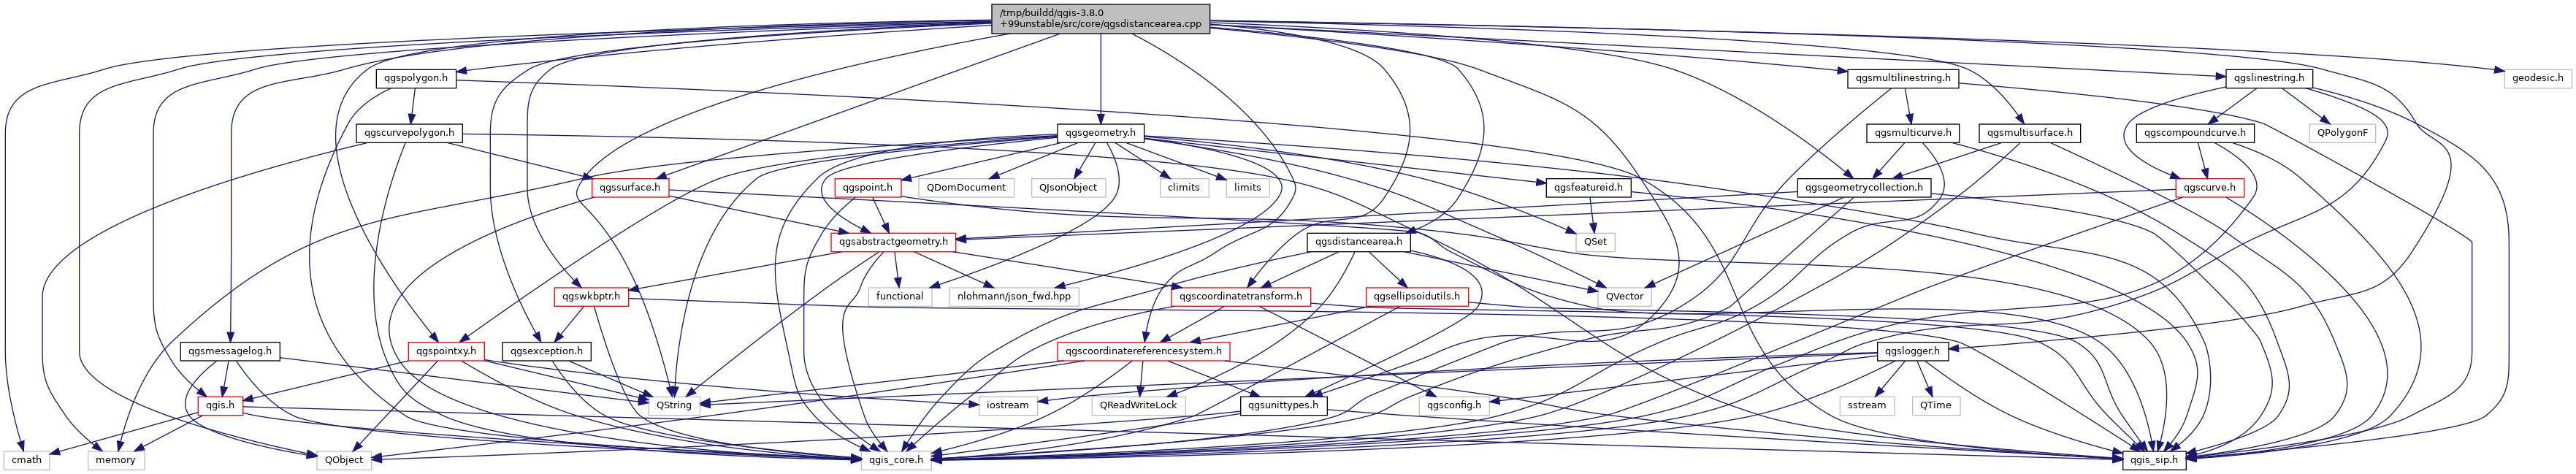 /tmp/buildd/qgis-3.8.0
+99unstable/src/core/qgsdistancearea.cpp
qgspolygon.h
qgsmultilinestring.h
qgslinestring.h
geodesic.h
qgscurvepolygon.h
qgsgeometry.h
qgsmulticurve.h
qgsmultisurface.h
qgscompoundcurve.h
QPolygonF
qgssurface.h
qgspoint.h
QDomDocument
QJsonObject
climits
limits
qgsfeatureid.h
qgsgeometrycollection.h
qgscurve.h
qgsabstractgeometry.h
qgsdistancearea.h
QSet
qgswkbptr.h
functional
nlohmann/json_fwd.hpp
qgscoordinatetransform.h
qgsellipsoidutils.h
QVector
qgsmessagelog.h
qgspointxy.h
qgsexception.h
qgscoordinatereferencesystem.h
qgslogger.h
qgis.h
QString
iostream
QReadWriteLock
qgsunittypes.h
qgsconfig.h
sstream
QTime
cmath
memory
QObject
qgis_core.h
qgis_sip.h